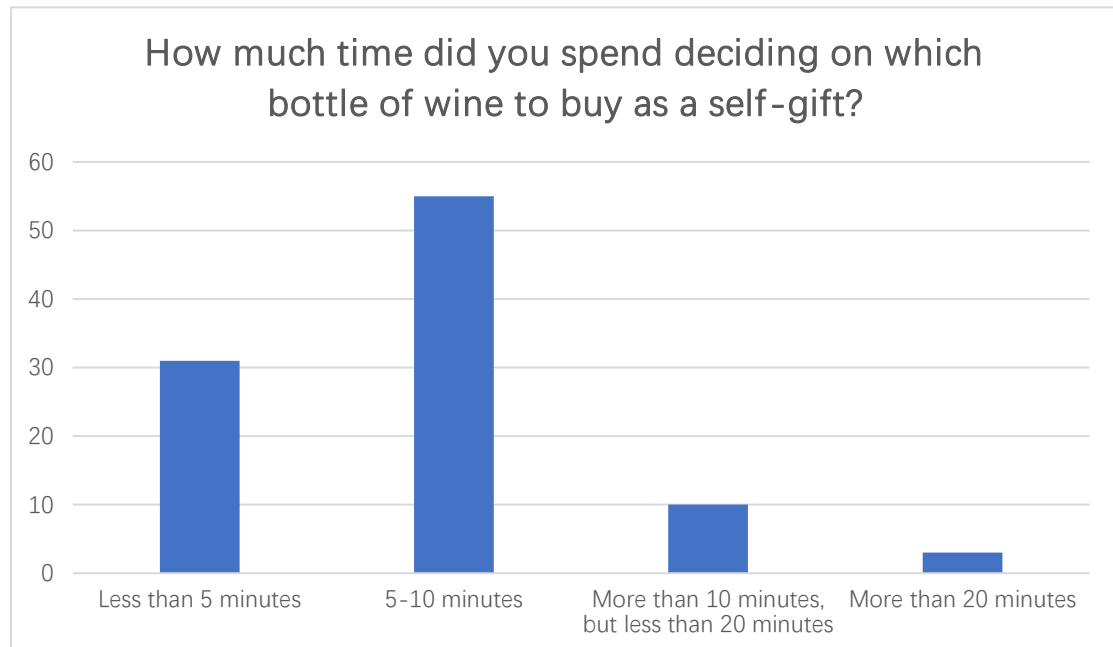 How much time did you spend deciding on which
bottle of wine to buy as a self-gift?
60
50
40
30
20
10
0
Less than 5 minutes
5-10 minutes
More than 10 minutes,
but less than 20 minutes
More than 20 minutes